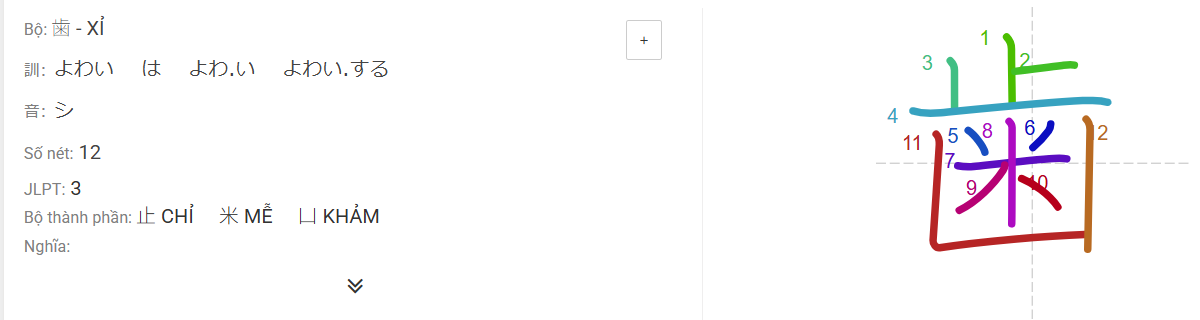 Bộ: 歯 - XỈ
+
訓: よわい は よわ.い よわい.する
音: シ
Số nét: 12
JLPT: 3
Bộ thành phần: 止 CHỈ 米 MỄ 凵 KHẢM
Nghĩa:
1
2
3
4
11
5
8
6
2
7
9
10